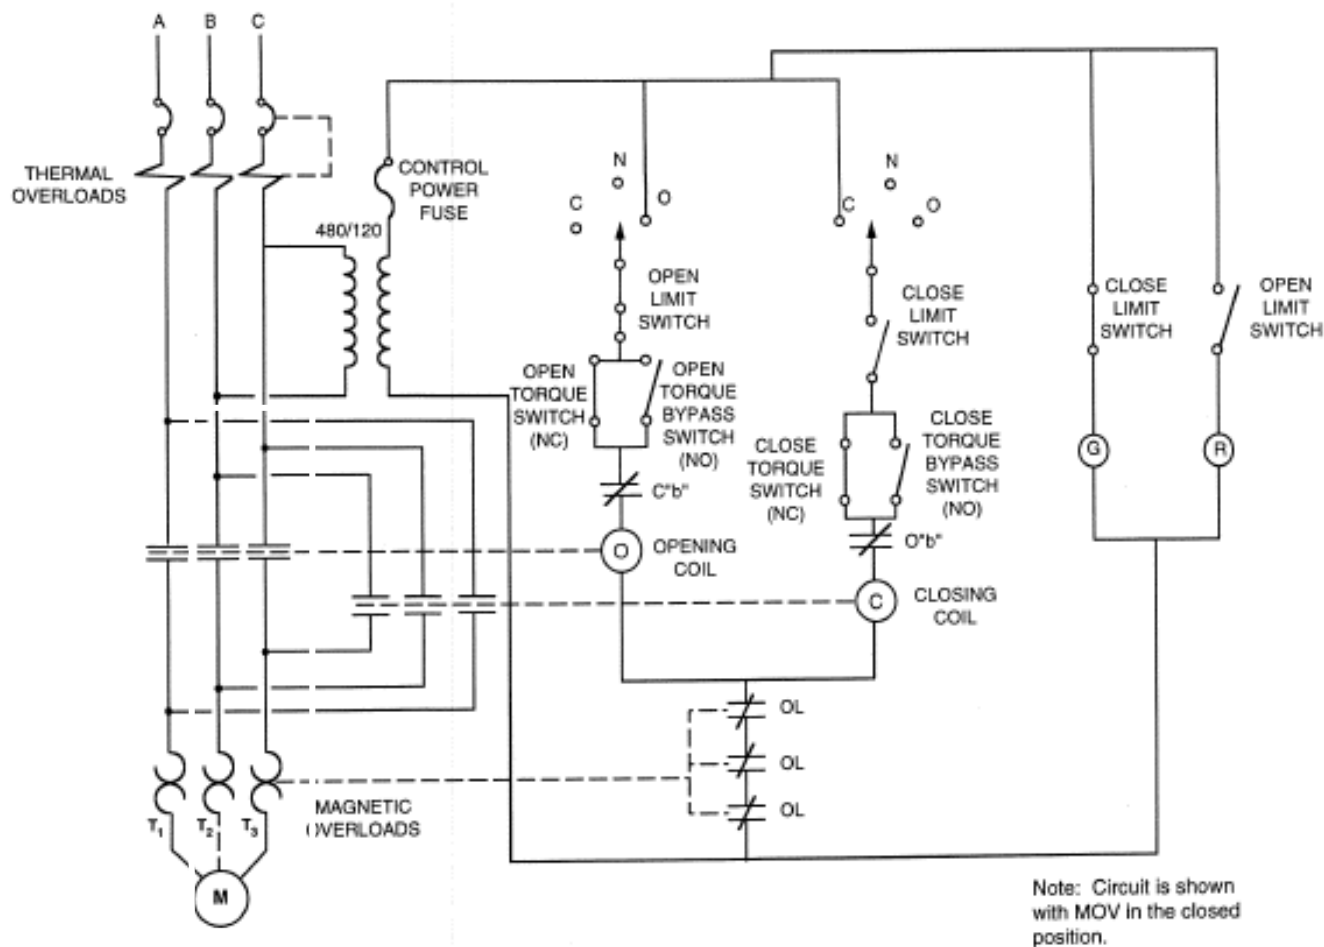 A B C
THERMAL
OVERLOADS
480/120
CONTROL
POWER
FUSE
N
C
O
OPEN
LIMIT
SWITCH
OPEN
TORQUE
SWITCH
(NC)
OPEN
TORQUE
BYPASS
SWITCH
(NO)
C"b"
O
OPENING
COIL
N
C
O
CLOSE
LIMIT
SWITCH
CLOSE
TORQUE
SWITCH
(NC)
CLOSE
TORQUE
BYPASS
SWITCH
(NO)
O"b"
C
CLOSING
COIL
CLOSE
LIMIT
SWITCH
OPEN
LIMIT
SWITCH
G
R
OL
OL
OL
MAGNETIC
OVERLOADS
T1 T2 T3
M
Note: Circuit is shown
with MOV in the closed
position.